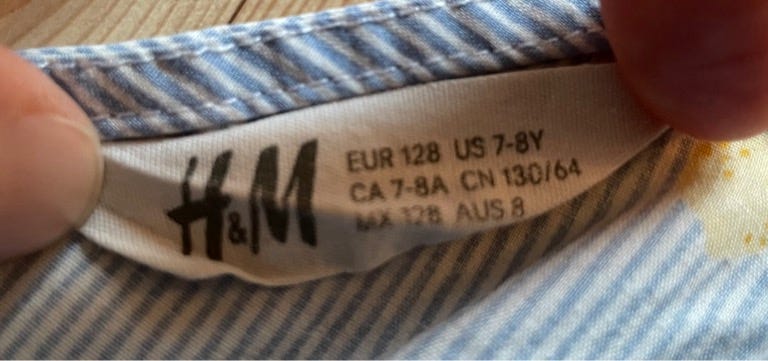 H&M
EUR 128 US 7-8Y
CA 7-8A CN 130/64
MX 128 AUS 8